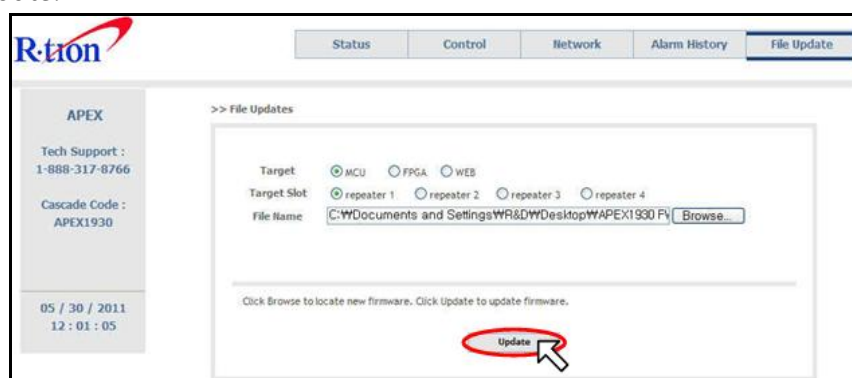 R-tron
Status Control Network Alarm History File Update
APEX
Tech Support :
1-888-317-8766
Cascade Code :
APEX1930
05 / 30 / 2011
12 : 01 : 05
>> File Updates
Target MCU FPGA WEB
Target Slot repeater 1 repeater 2 repeater 3 repeater 4
File Name C:₩Documents and Settings₩R&D₩Desktop₩APEX1930 Browse...
Click Browse to locate new firmware. Click Update to update firmware.
Update